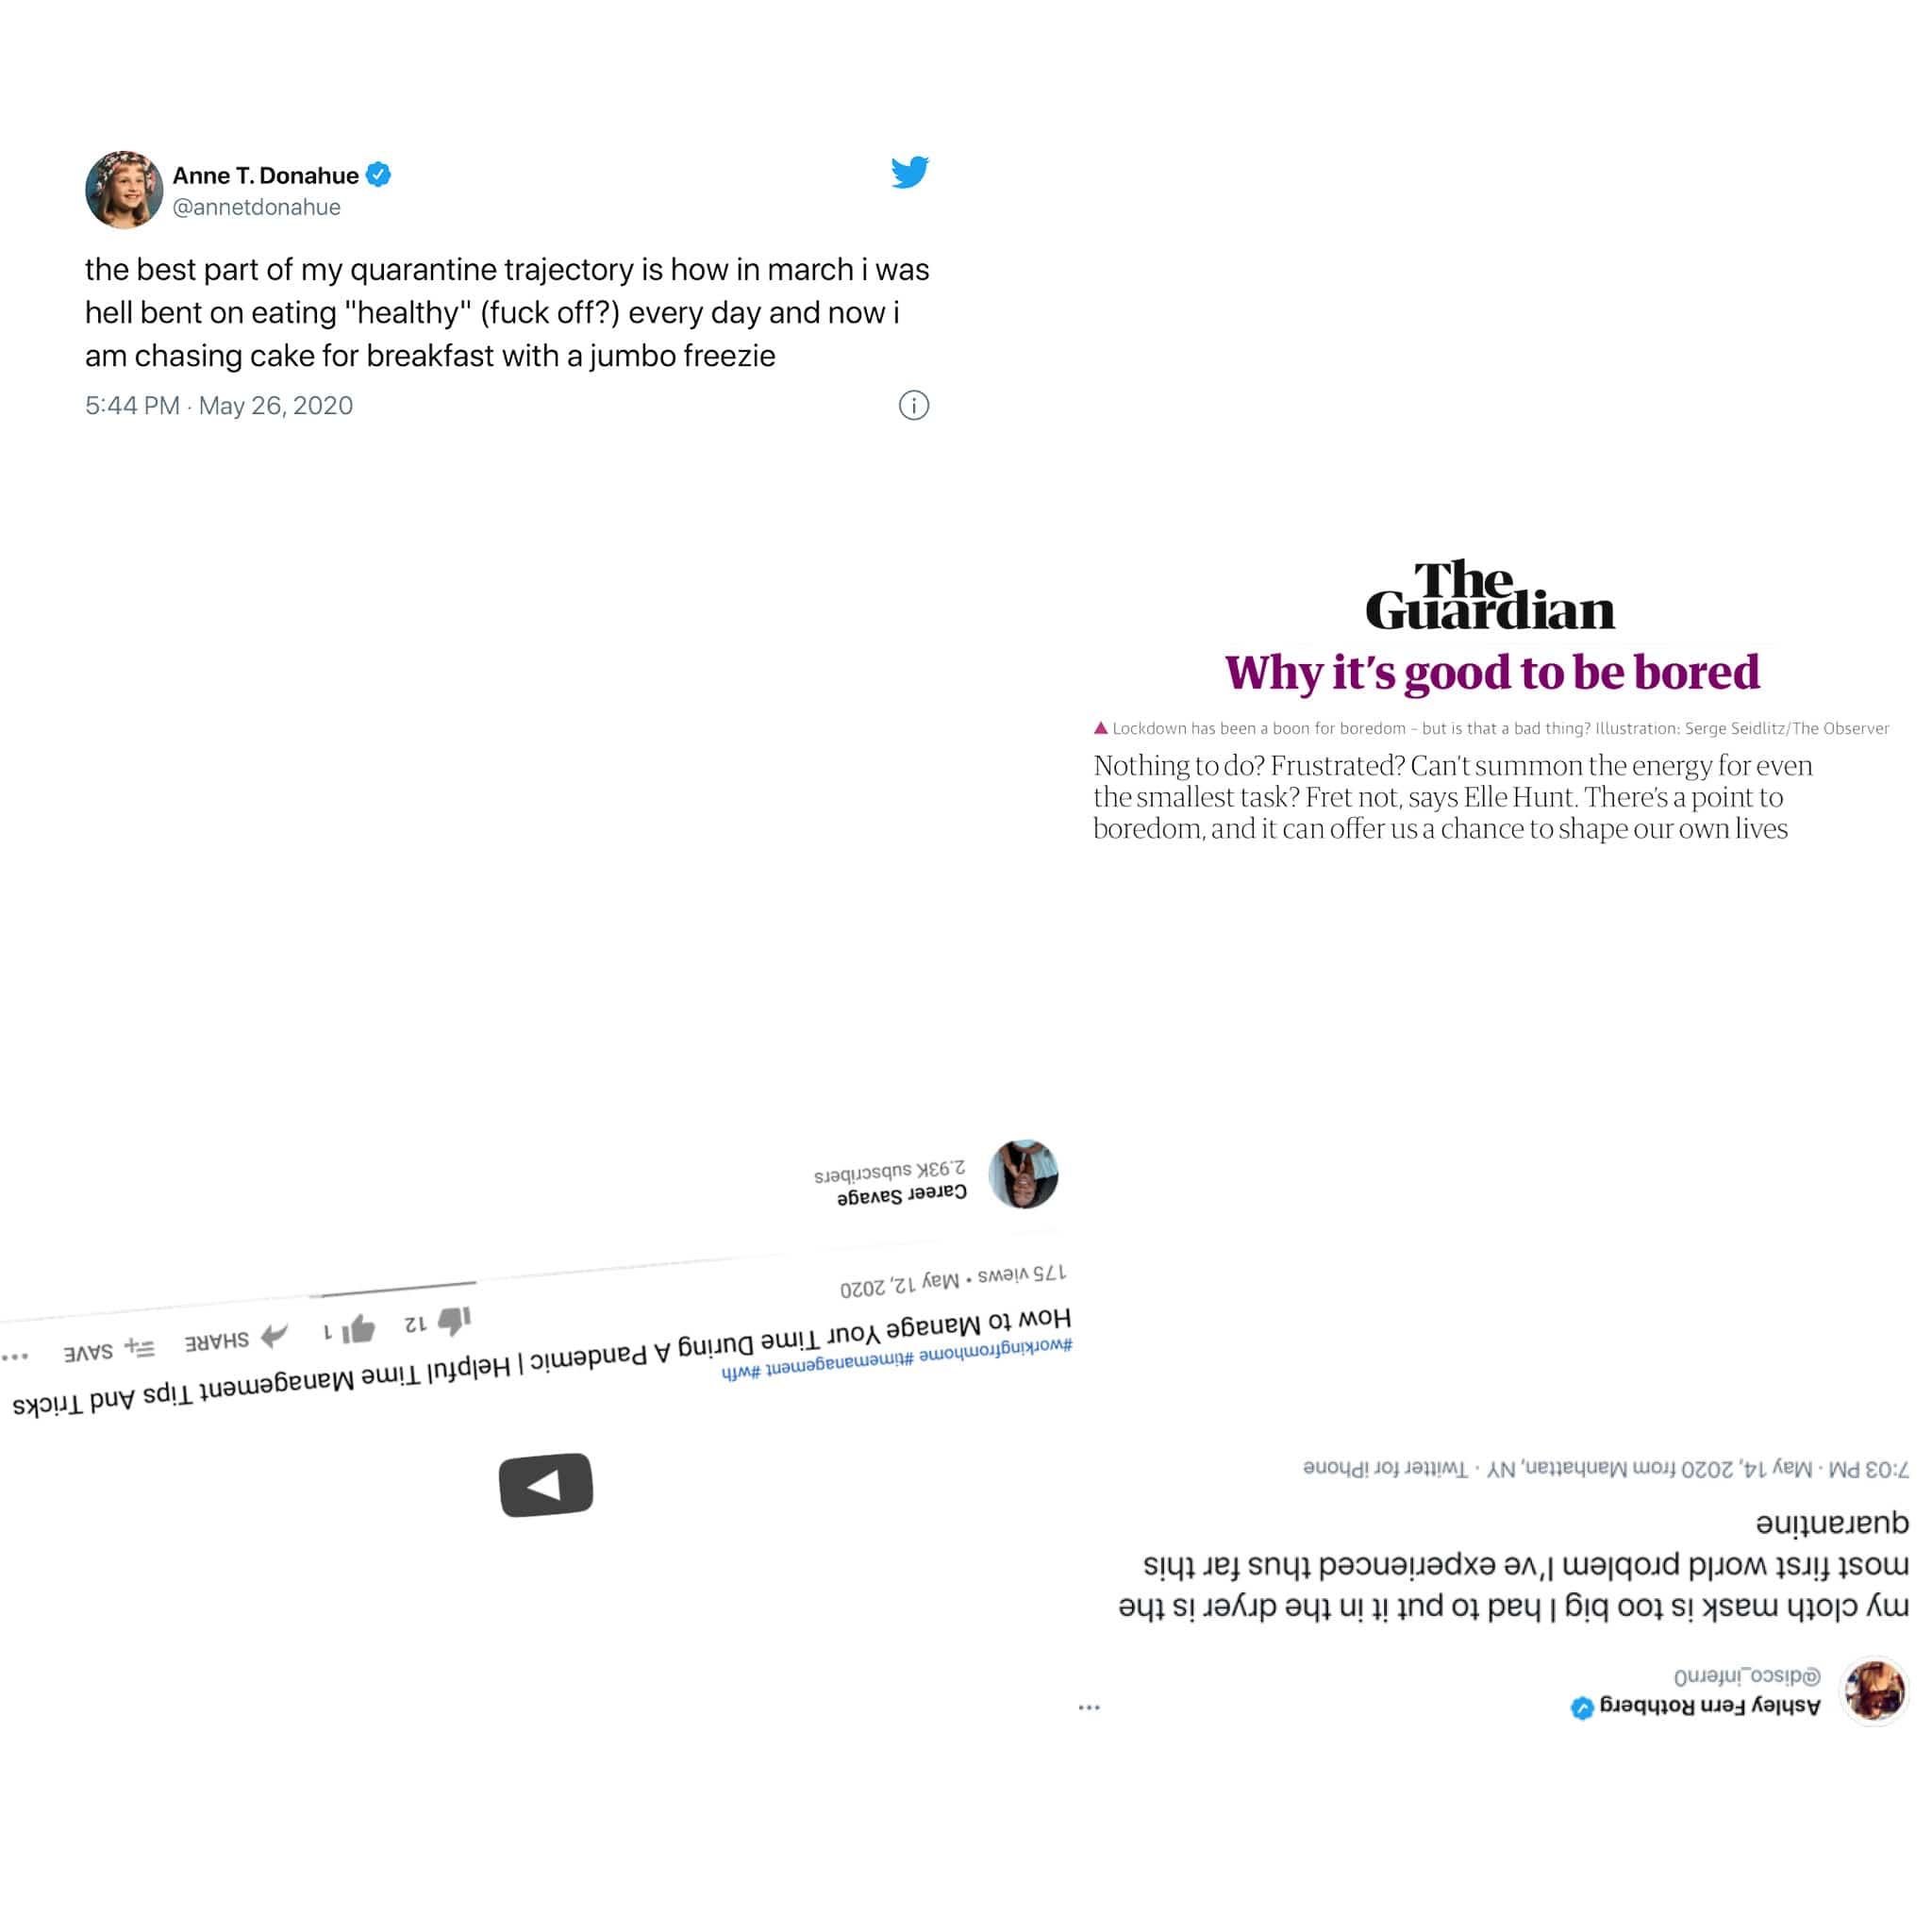 Anne T. Donahue
@annetdonahue
the best part of my quarantine trajectory is how in march i was
hell bent on eating "healthy" (fuck off?) every day and now i
am chasing cake for breakfast with a jumbo freezie
5:44 PM · May 26, 2020
The
Guardian
Why it's good to be bored
Lockdown has been a boon for boredom – but is that a bad thing? Illustration: Serge Seidlitz/The Observer
Nothing to do? Frustrated? Can't summon the energy for even
the smallest task? Fret not, says Elle Hunt. There's a point to
boredom, and it can offer us a chance to shape our own lives
#workingfromhome #timemanagement #wfh
How to Manage Your Time During A Pandemic | Helpful Time Management Tips And Tricks
175 views • May 12, 2020
12
1
SHARE
SAVE
Career Savage
2.93K subscribers
Ashley Fern Rothberg
@disco_infern0
my cloth mask is too big I had to put it in the dryer is the
most first world problem I've experienced thus far this
quarantine
7:03 PM · May 14, 2020 from Manhattan, NY · Twitter for iPhone